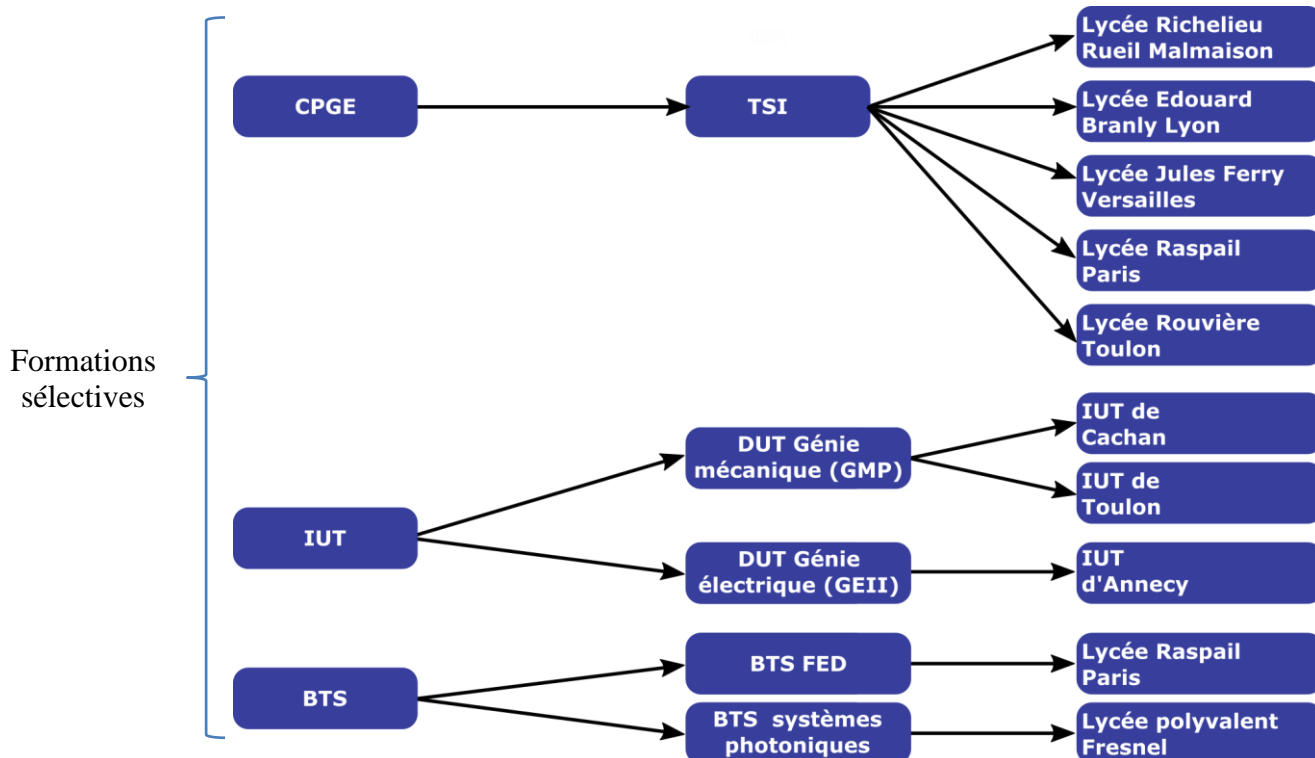 Formations
sélectives
CPGE
TSI
Lycée Richelieu
Rueil Malmaison
Lycée Edouard
Branly Lyon
Lycée Jules Ferry
Versailles
Lycée Raspail
Paris
Lycée Rouvière
Toulon
IUT
DUT Génie
mécanique (GMP)
IUT de
Cachan
IUT de
Toulon
DUT Génie
électrique (GEII)
IUT
d'Annecy
BTS
BTS FED
Lycée Raspail
Paris
BTS systèmes
photoniques
Lycée polyvalent
Fresnel